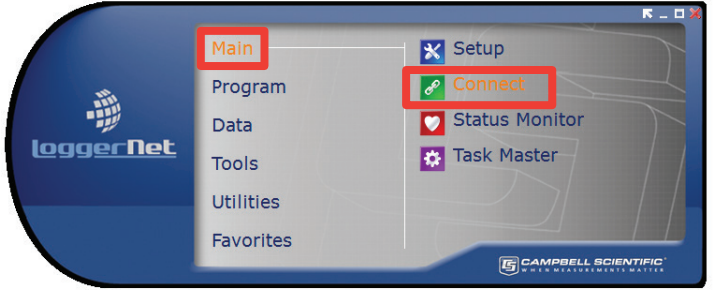 Main
Program
Data
Tools
Utilities
Favorites
Setup
Connect
Status Monitor
Task Master
LoggerNet
CAMPBELL SCIENTIFIC
WHEN MEASUREMENTS MATTER